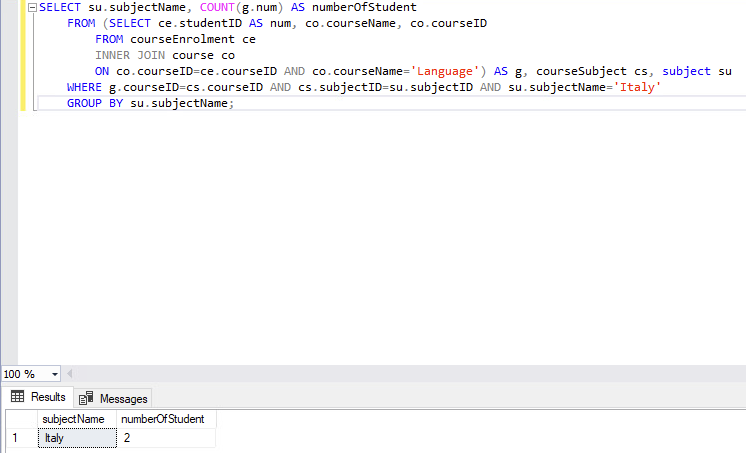 SELECT su.subjectName, COUNT(g.num) AS numberOfStudent
FROM (SELECT ce.studentID AS num, co.courseName, co.courseID
FROM courseEnrolment ce
INNER JOIN course co
ON co.courseID=ce.courseID AND co.courseName='Language') AS g, courseSubject cs, subject su
WHERE g.courseID=cs.courseID AND cs.subjectID=su.subjectID AND su.subjectName='Italy'
GROUP BY su.subjectName;
100 %
Results Messages
subjectName numberOfStudent
1 Italy 2